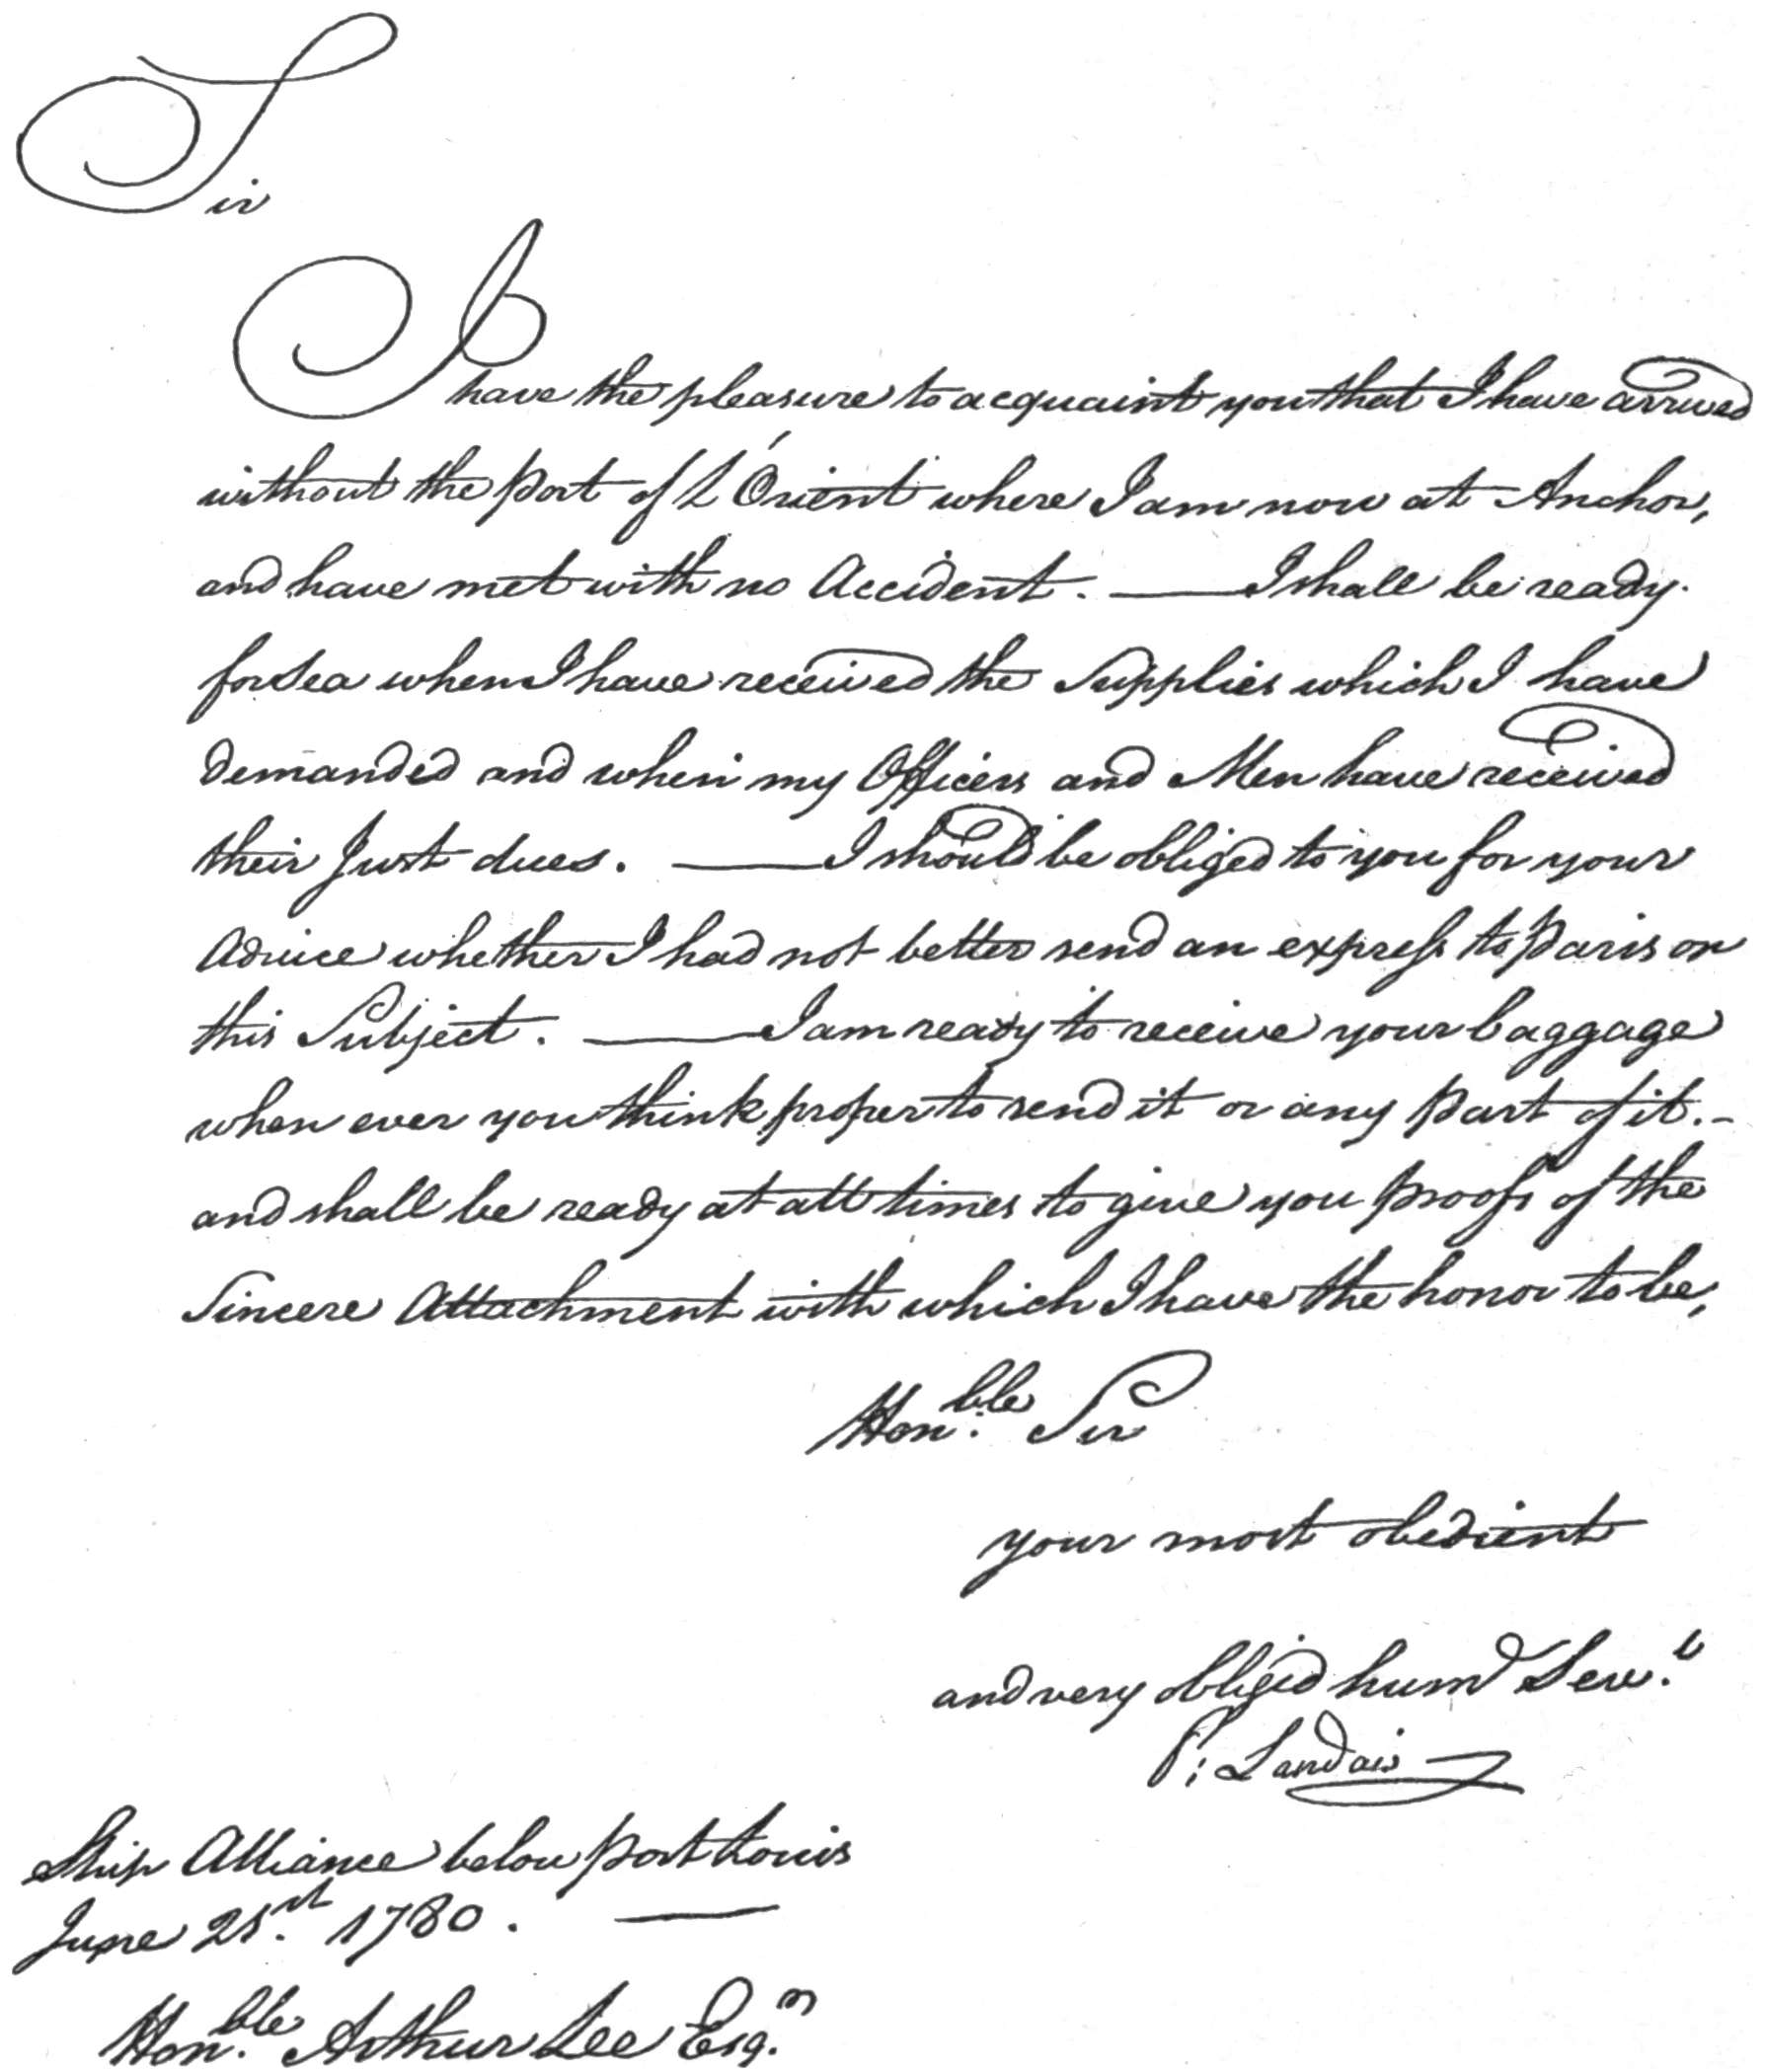 Sir
I have the pleasure to acquaint you that I have arrived
without the Port of L'Orient where I am now at Anchor,
and have met with no Accident. — I shall be ready
for Sea when I have received the Supplies which I have
demanded and when my Officers and Men have received
their Just dues. — I should be obliged to you for your
Advice whether I had not better send an express to Paris on
this Subject. — I am ready to receive your baggage
when ever you think proper to send it or any Part of it. -
and shall be ready at all times to give you proofs of the
Sincere Attachment with which I have the honor to be,
Hon.ble Sir
your most obedient
and very obliged hum Serv.t
P: Landais
Ship Alliance below Port Louis
June 21.st 1780. —
Hon.ble Arthur Lee Esq.r